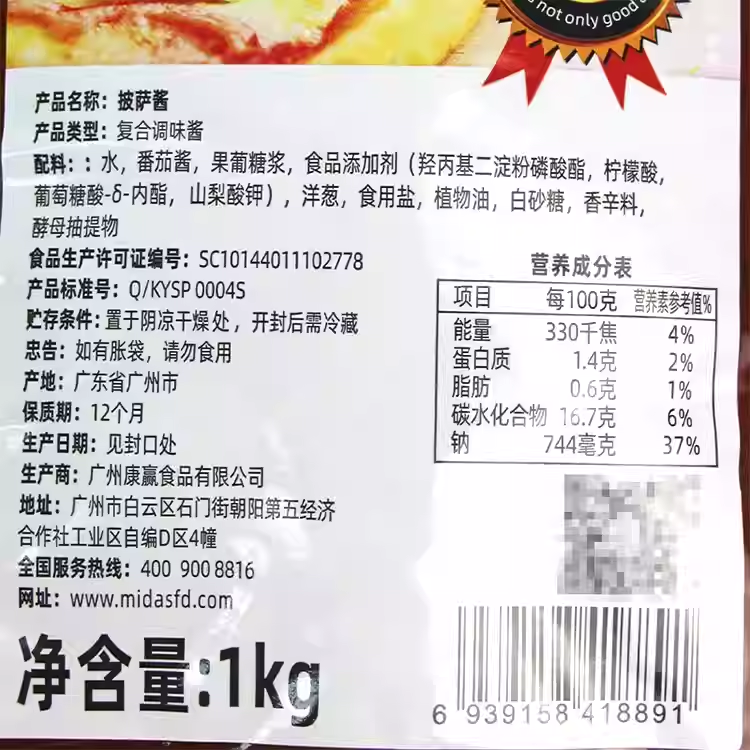 not only good
产品名称：披萨酱
产品类型：复合调味酱
配料：：水，番茄酱，果葡糖浆，食品添加剂（羟丙基二淀粉磷酸酯，柠檬酸，
葡萄糖酸-δ-内酯，山梨酸钾），洋葱，食用盐，植物油，白砂糖，香辛料，
酵母抽提物
食品生产许可证编号：SC10144011102778
产品标准号：Q/KYSP 0004S
贮存条件：置于阴凉干燥处，开封后需冷藏
忠告：如有胀袋，请勿食用
产地：广东省广州市
保质期：12个月
生产日期：见封口处
生产商：广州康赢食品有限公司
地址：广州市白云区石门街朝阳第五经济
合作社工业区自编D区4幢
全国服务热线：400 900 8816
网址：www.midasfd.com
净含量:1kg
营养成分表
项目 每100克 营养素参考值%
能量 330千焦 4%
蛋白质 1.4克 2%
脂肪 0.6克 1%
碳水化合物 16.7克 6%
钠 744毫克 37%
6 939158 418891